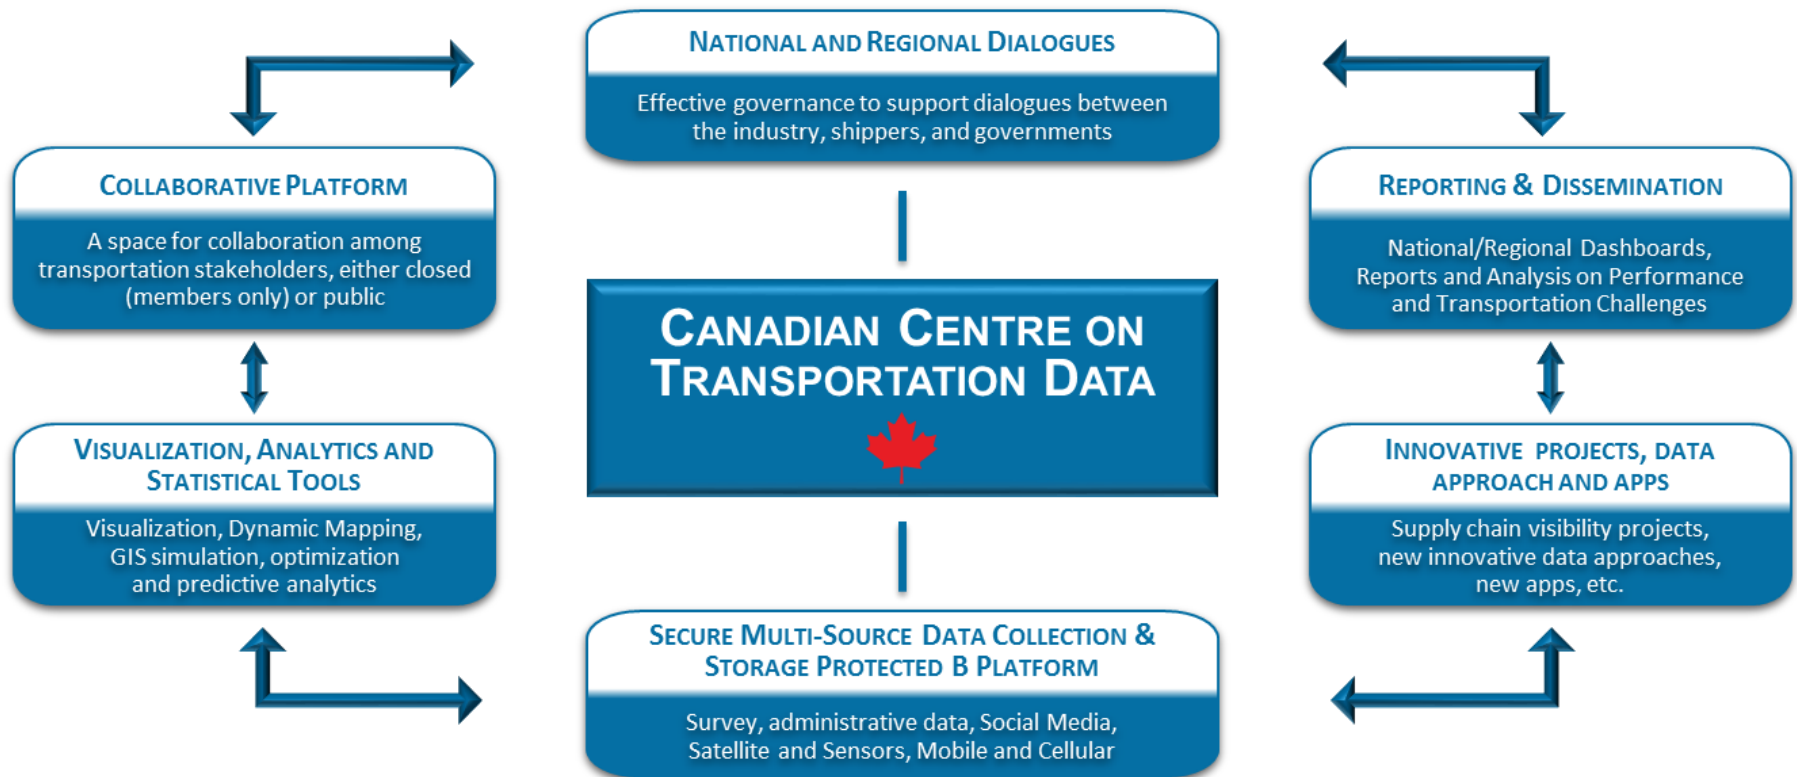 NATIONAL AND REGIONAL DIALOGUES
Effective governance to support dialogues between
the industry, shippers, and governments
COLLABORATIVE PLATFORM
A space for collaboration among
transportation stakeholders, either closed
(members only) or public
REPORTING & DISSEMINATION
National/Regional Dashboards,
Reports and Analysis on Performance
and Transportation Challenges
CANADIAN CENTRE ON
TRANSPORTATION DATA
VISUALIZATION, ANALYTICS AND
STATISTICAL TOOLS
Visualization, Dynamic Mapping,
GIS simulation, optimization
and predictive analytics
INNOVATIVE PROJECTS, DATA
APPROACH AND APPS
Supply chain visibility projects,
new innovative data approaches,
new apps, etc.
SECURE MULTI-SOURCE DATA COLLECTION &
STORAGE PROTECTED B PLATFORM
Survey, administrative data, Social Media,
Satellite and Sensors, Mobile and Cellular